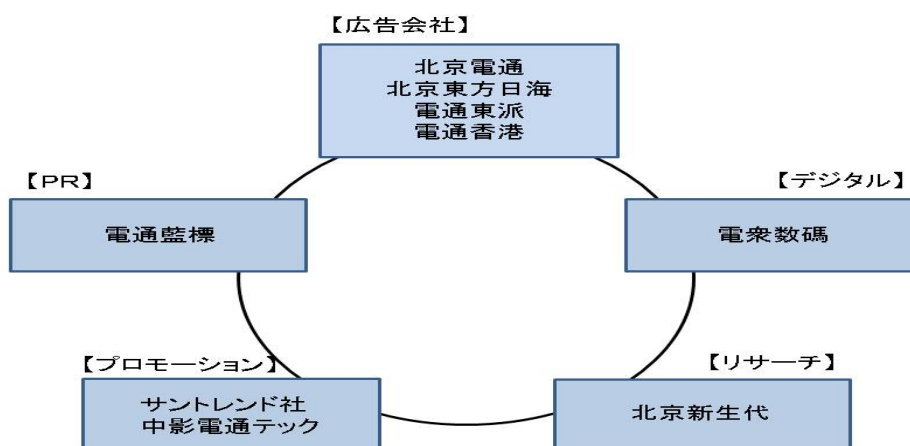 【広告会社】
北京電通
北京東方日海
電通東派
電通香港
【PR】
電通藍標
【デジタル】
電衆数碼
【プロモーション】
サントレンド社
中影電通テック
【リサーチ】
北京新生代